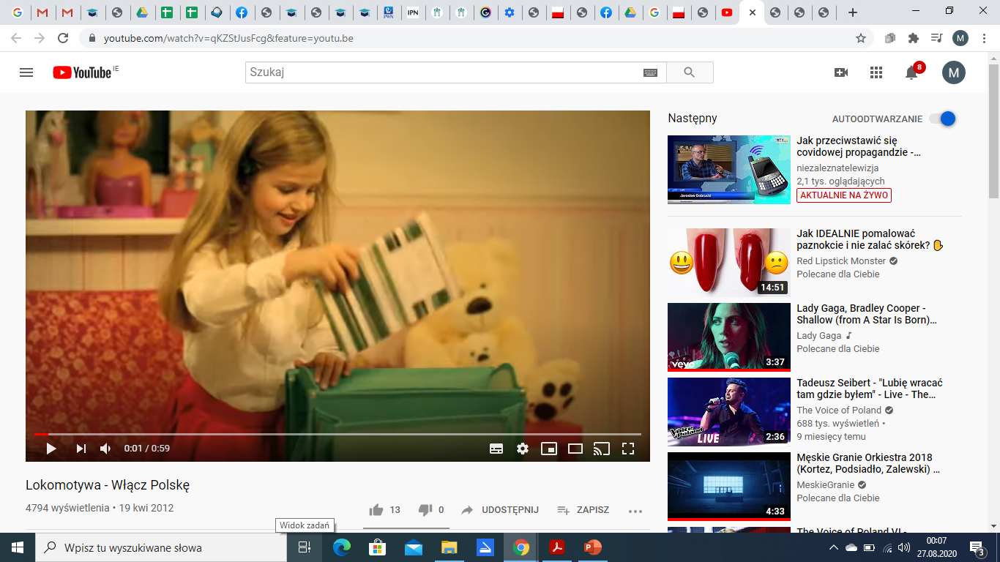 youtube.com/watch?v=qKZStJusFcg&feature=youtu.be
M
YouTube IE
Szukaj
8
M
0:01 / 0:59
Lokomotywa - Włącz Polskę
4794 wyświetlenia • 19 kwi 2012
13
0
UDOSTĘPNIJ
ZAPISZ
Następny
AUTOODTWARZANIE
Jak przeciwstawić się
covidowej propagandzie -...
niezaleznatelewizja
2,1 tys. oglądających
AKTUALNIE NA ŻYWO
Jarosław Dobrucki
Jak IDEALNIE pomalować
paznokcie i nie zalać skórek? ✋
Red Lipstick Monster
Polecane dla Ciebie
14:51
Lady Gaga, Bradley Cooper -
Shallow (from A Star Is Born)...
Lady Gaga
Polecane dla Ciebie
vevo
3:37
Tadeusz Seibert - "Lubię wracać
tam gdzie byłem" - Live - The...
The Voice of Poland
688 tys. wyświetleń •
9 miesięcy temu
LIVE
2:36
Męskie Granie Orkiestra 2018
(Kortez, Podsiadło, Zalewski) ...
MeskieGranie
Polecane dla Ciebie
4:33
The Voice of Poland VI -
Widok zadań
Wpisz tu wyszukiwane słowa
00:07
27.08.2020
3